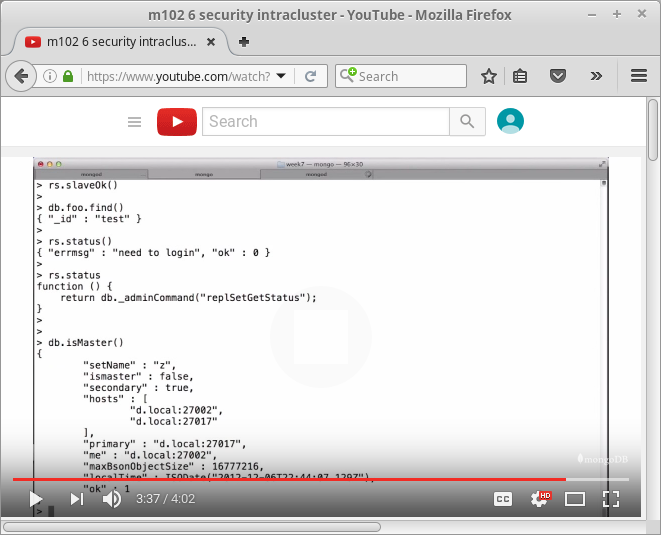 m102 6 security intracluster - YouTube - Mozilla Firefox
m102 6 security intraclus...
https://www.youtube.com/watch?
Search
Search
week7 — mongo — 96×30
mongod
mongo
mongod
> rs.slaveOk()
>
> db.foo.find()
{ "_id" : "test" }
>
> rs.status()
{ "errmsg" : "need to login", "ok" : 0 }
>
> rs.status
function () {
return db._adminCommand("replSetGetStatus");
}
>
>
> db.isMaster()
{
"setName" : "z",
"ismaster" : false,
"secondary" : true,
"hosts" : [
"d.local:27002",
"d.local:27017"
],
"primary" : "d.local:27017",
"me" : "d.local:27002",
"maxBsonObjectSize" : 16777216,
mongoDB
"localTime" : ISODate("2012-12-06T22:44:07.129Z"),
"ok" : 1
3:37 / 4:02
CC
HD
>